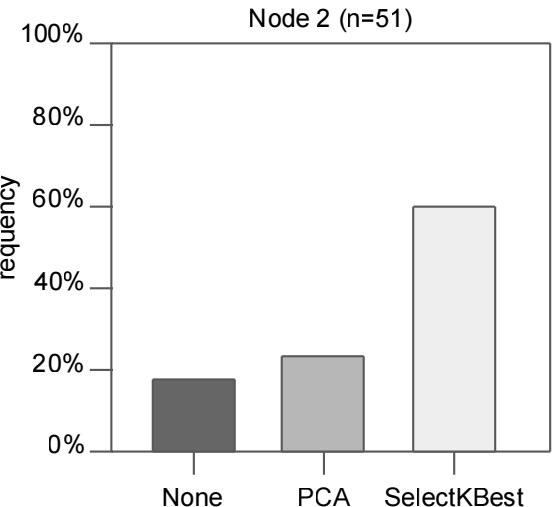 Node 2 (n=51)
100%
80%
60%
40%
20%
0%
requency
None PCA SelectKBest